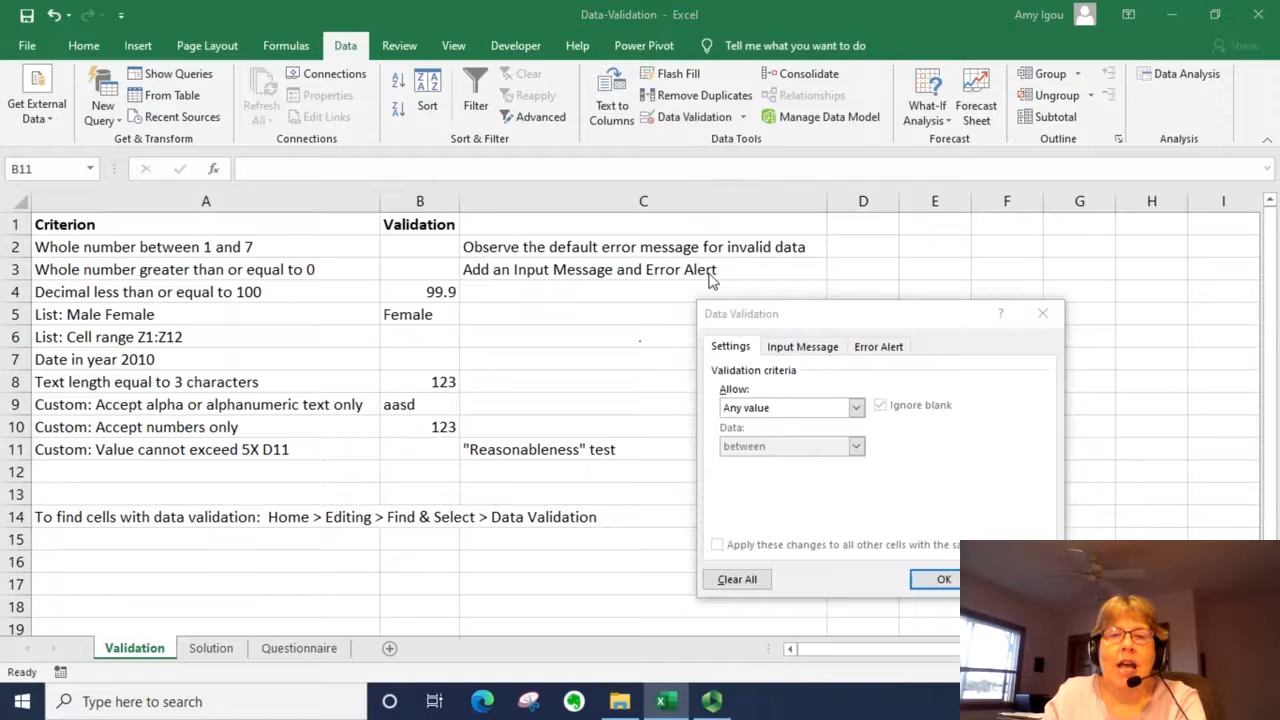 Data-Validation - Excel
Amy Igou
File Home Insert Page Layout Formulas Data Review View Developer Help Power Pivot Tell me what you want to do Share
Get External Data
New Query
Show Queries
From Table
Recent Sources
Get & Transform
Refresh All
Connections
Properties
Edit Links
Connections
Sort
Filter
Clear
Reapply
Advanced
Sort & Filter
Text to Columns
Flash Fill
Remove Duplicates
Data Validation
Consolidate
Relationships
Manage Data Model
Data Tools
What-If Analysis
Forecast Sheet
Forecast
Group
Ungroup
Subtotal
Outline
Data Analysis
Analysis
B11 fx
A B C D E F G H I
1 Criterion Validation
2 Whole number between 1 and 7 Observe the default error message for invalid data
3 Whole number greater than or equal to 0 Add an Input Message and Error Alert
4 Decimal less than or equal to 100 99.9
5 List: Male Female Female
6 List: Cell range Z1:Z12
7 Date in year 2010
8 Text length equal to 3 characters 123
9 Custom: Accept alpha or alphanumeric text only aasd
10 Custom: Accept numbers only 123
11 Custom: Value cannot exceed 5X D11 "Reasonableness" test
12
13
14 To find cells with data validation: Home > Editing > Find & Select > Data Validation
15
16
17
18
19
Data Validation ?
Settings Input Message Error Alert
Validation criteria
Allow:
Any value Ignore blank
Data:
between
Apply these changes to all other cells with the sa
Clear All OK
Validation Solution Questionnaire
Ready
Type here to search